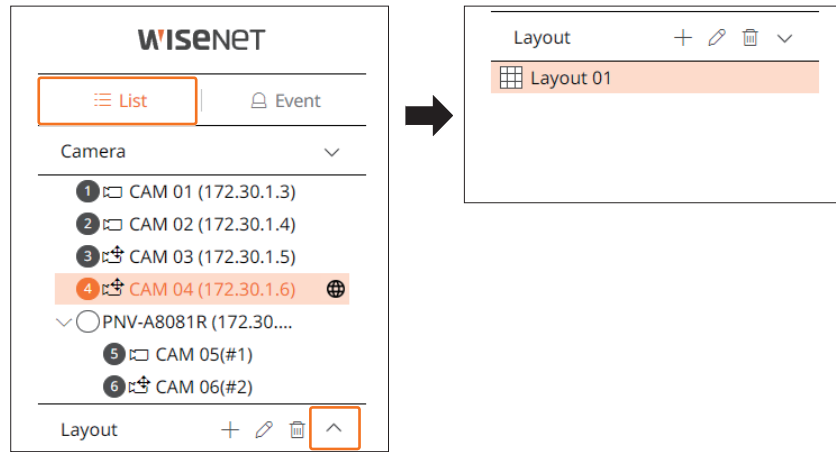 WISENET
List
Event
Camera
1 CAM 01 (172.30.1.3)
2 CAM 02 (172.30.1.4)
3 CAM 03 (172.30.1.5)
4 CAM 04 (172.30.1.6)
PNV-A8081R (172.30....
5 CAM 05(#1)
6 CAM 06(#2)
Layout
Layout
Layout 01